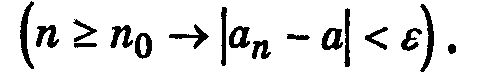 (n ≥ n₀ → |aₙ − a| < ε).